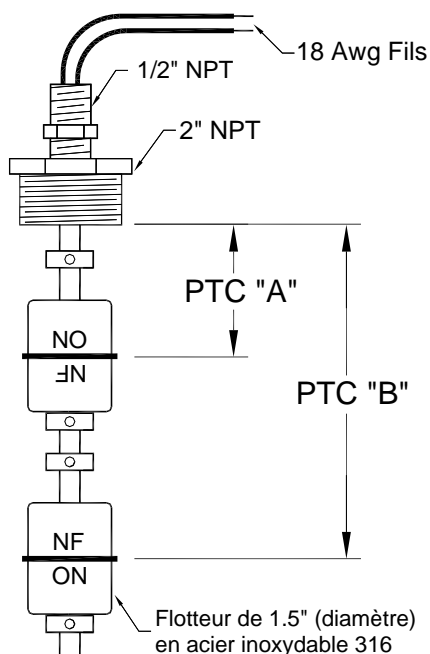 18 Awg Fils
1/2" NPT
2" NPT
PTC "A"
NO
NF
PTC "B"
NF
NO
Flotteur de 1.5" (diamètre)
en acier inoxydable 316